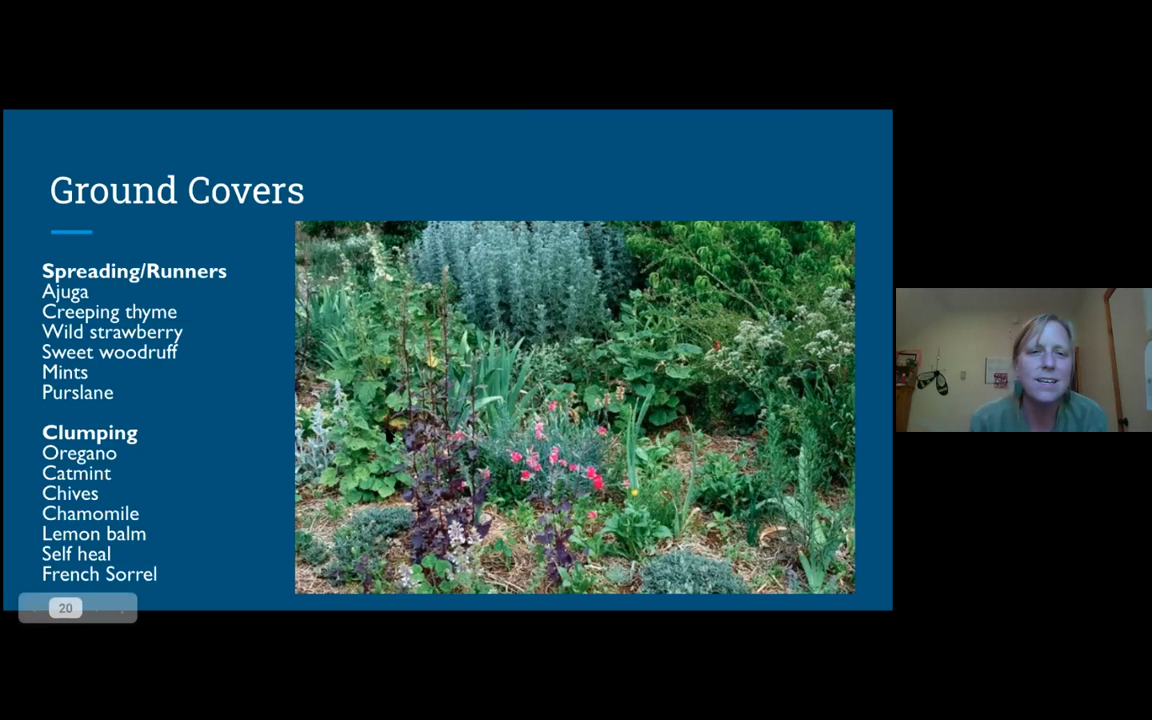 Ground Covers
Spreading/Runners
Ajuga
Creeping thyme
Wild strawberry
Sweet woodruff
Mints
Purslane
Clumping
Oregano
Catmint
Chives
Chamomile
Lemon balm
Self heal
French Sorrel
20